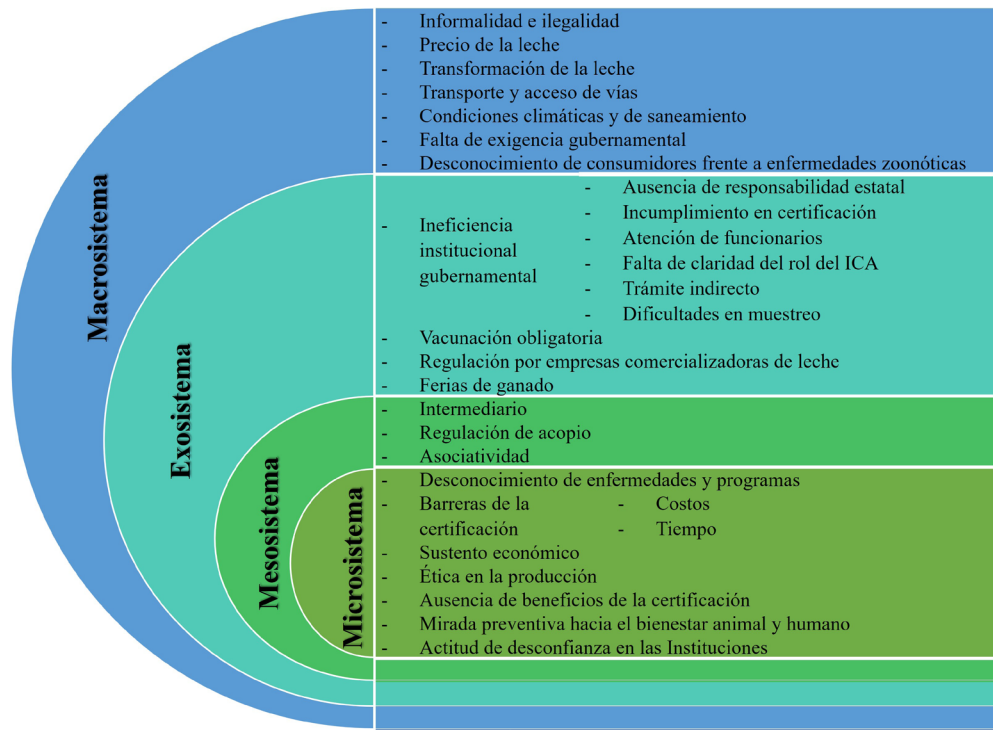 Macrosistema
- Informalidad e ilegalidad
- Precio de la leche
- Transformación de la leche
- Transporte y acceso de vías
- Condiciones climáticas y de saneamiento
- Falta de exigencia gubernamental
- Desconocimiento de consumidores frente a enfermedades zoonóticas
Exosistema
- Ineficiencia
institucional
gubernamental
- Ausencia de responsabilidad estatal
- Incumplimiento en certificación
- Atención de funcionarios
- Falta de claridad del rol del ICA
- Trámite indirecto
- Dificultades en muestreo
- Vacunación obligatoria
- Regulación por empresas comercializadoras de leche
- Ferias de ganado
Mesosistema
- Intermediario
- Regulación de acopio
- Asociatividad
Microsistema
- Desconocimiento de enfermedades y programas
- Barreras de la
certificación
- Costos
- Tiempo
- Sustento económico
- Ética en la producción
- Ausencia de beneficios de la certificación
- Mirada preventiva hacia el bienestar animal y humano
- Actitud de desconfianza en las Instituciones